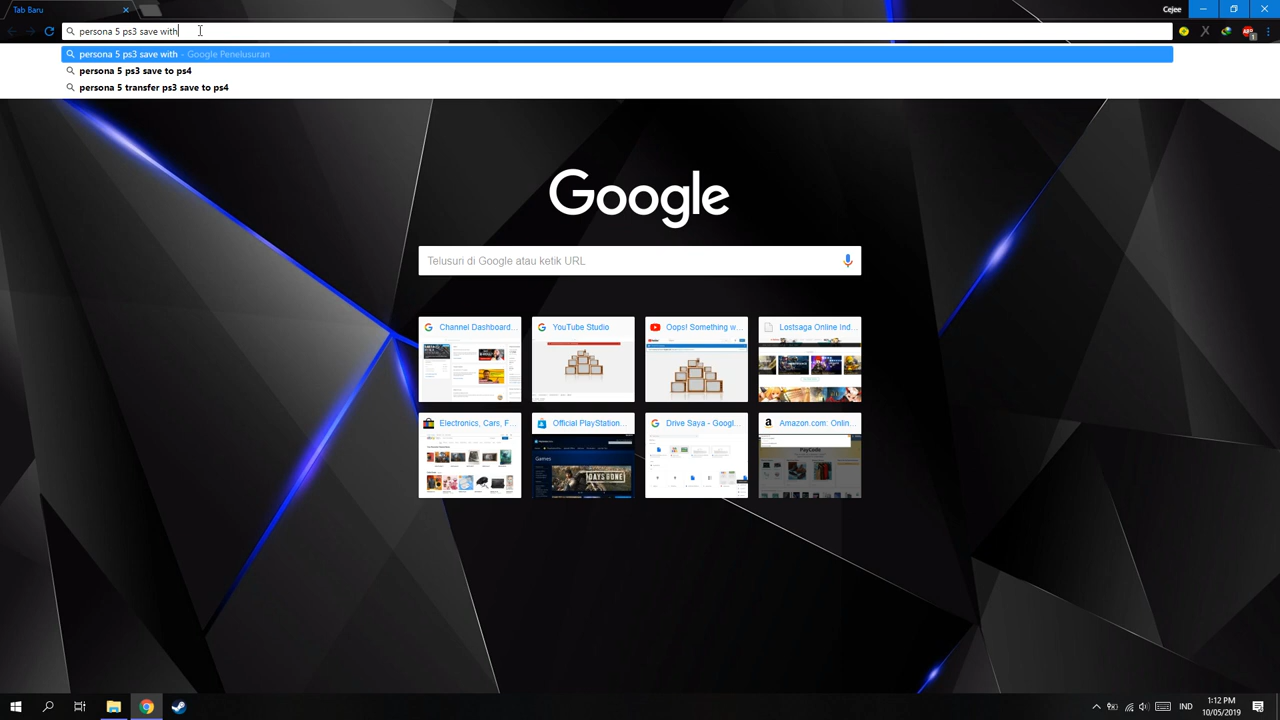 Tab Baru
Cejee
persona 5 ps3 save with
persona 5 ps3 save with - Google Penelusuran
persona 5 ps3 save to ps4
persona 5 transfer ps3 save to ps4
Google
Telusuri di Google atau ketik URL
Channel Dashboard...
YouTube Studio
Oops! Something w...
Lostsaga Online Ind...
Electronics, Cars, F...
Official PlayStation...
Drive Saya - Googl...
Amazon.com: Onlin...
Games
DAYS GONE
PayCade
IND
1:12 PM
10/05/2019